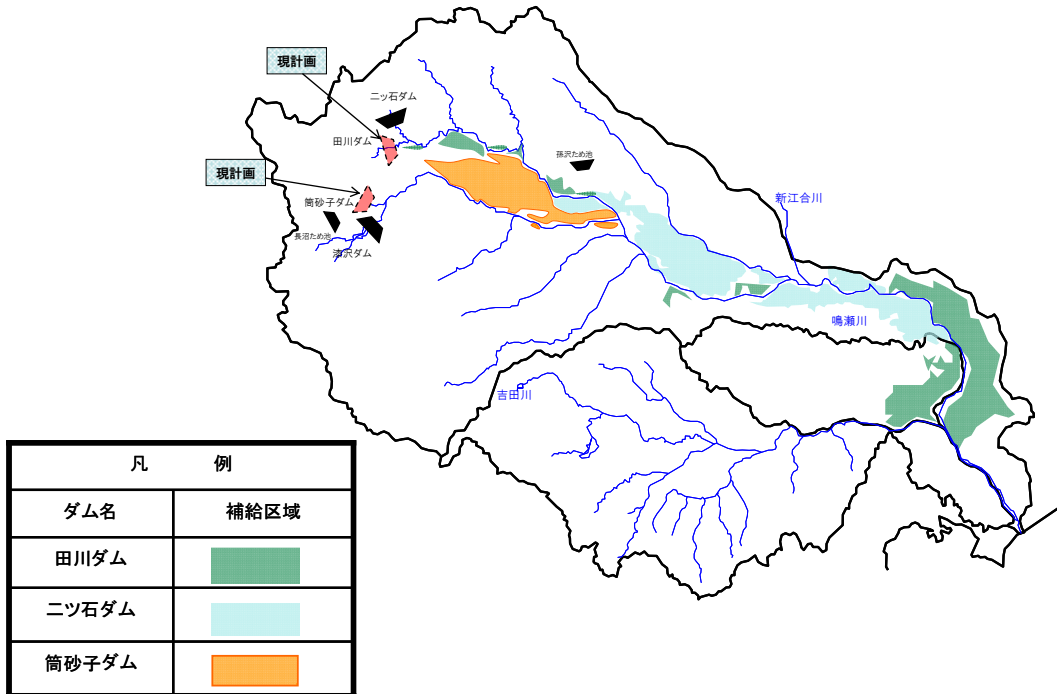 現計画
二ッ石ダム
田川ダム
孫沢ため池
現計画
筒砂子ダム
新江合川
長沼ため池
漆沢ダム
鳴瀬川
吉田川
凡 例
ダム名 補給区域
田川ダム
二ツ石ダム
筒砂子ダム